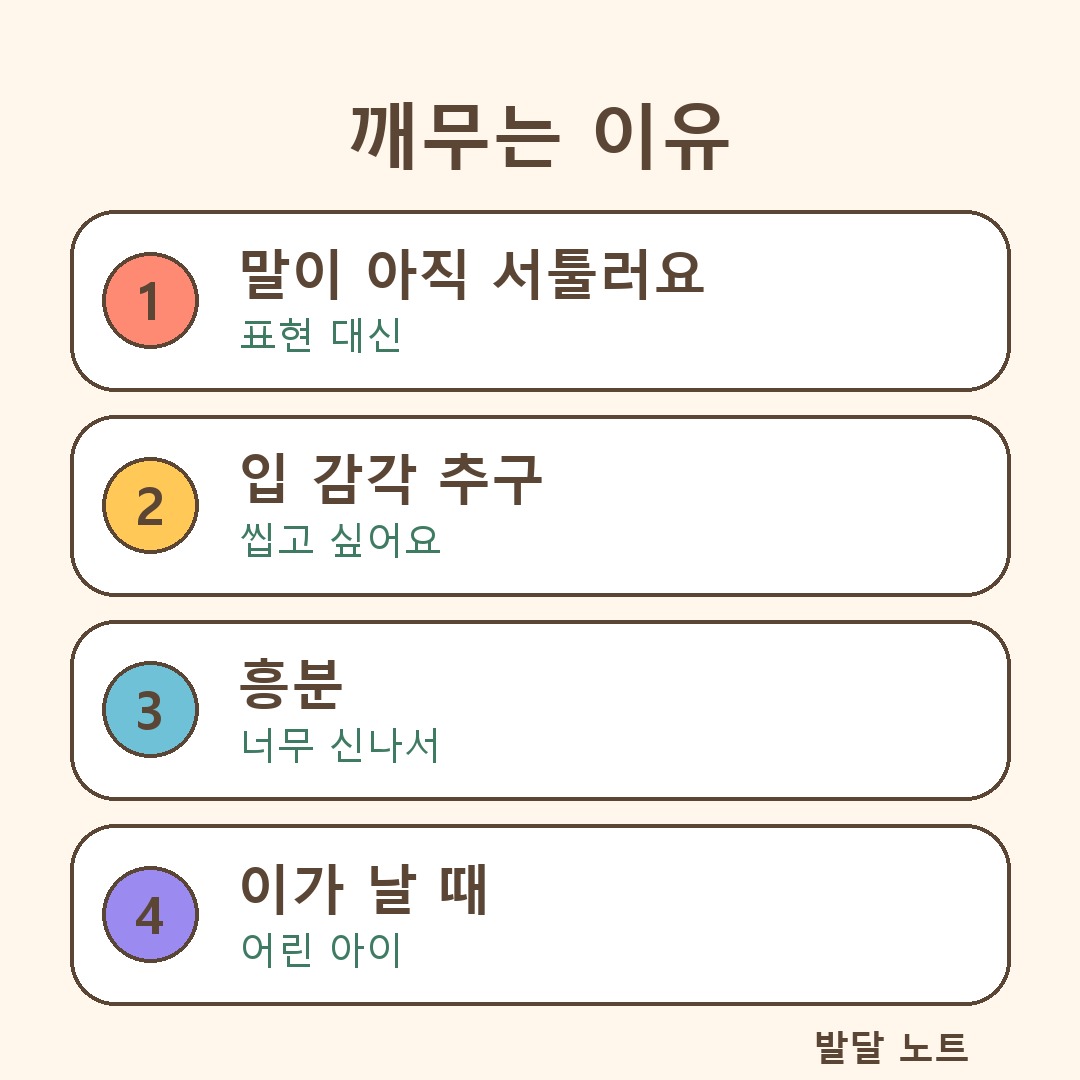 깨무는 이유
1
말이 아직 서툴러요
표현 대신
2
입 감각 추구
씹고 싶어요
3
흥분
너무 신나서
4
이가 날 때
어린 아이
발달 노트